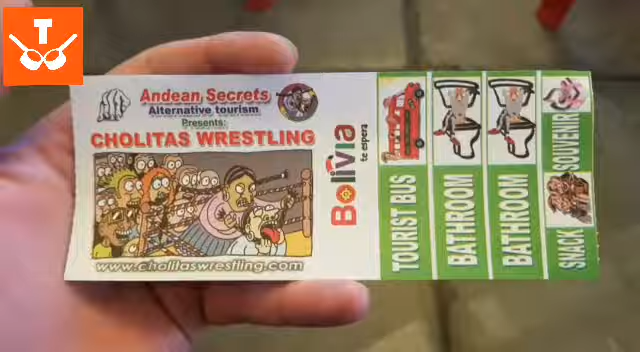 T
Andean Secrets
Alternative tourism
Presents:
CHOLITAS WRESTLING
www.cholitaswrestling.com
Bolivia
te espera
TOURIST BUS
BATHROOM
BATHROOM
SNACK
SOUVENIR